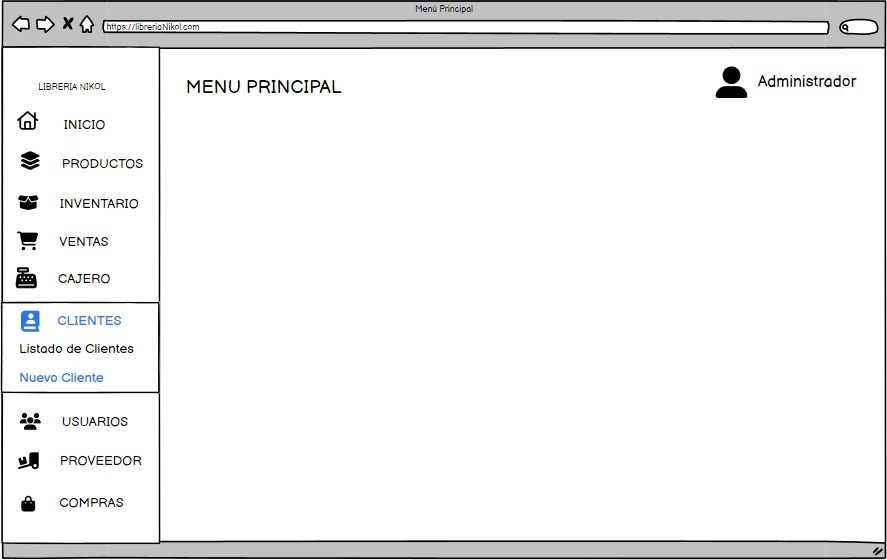 Menú Principal
https://libreriaNikol.com
LIBRERIA NIKOL
MENU PRINCIPAL
Administrador
INICIO
PRODUCTOS
INVENTARIO
VENTAS
CAJERO
CLIENTES
Listado de Clientes
Nuevo Cliente
USUARIOS
PROVEEDOR
COMPRAS